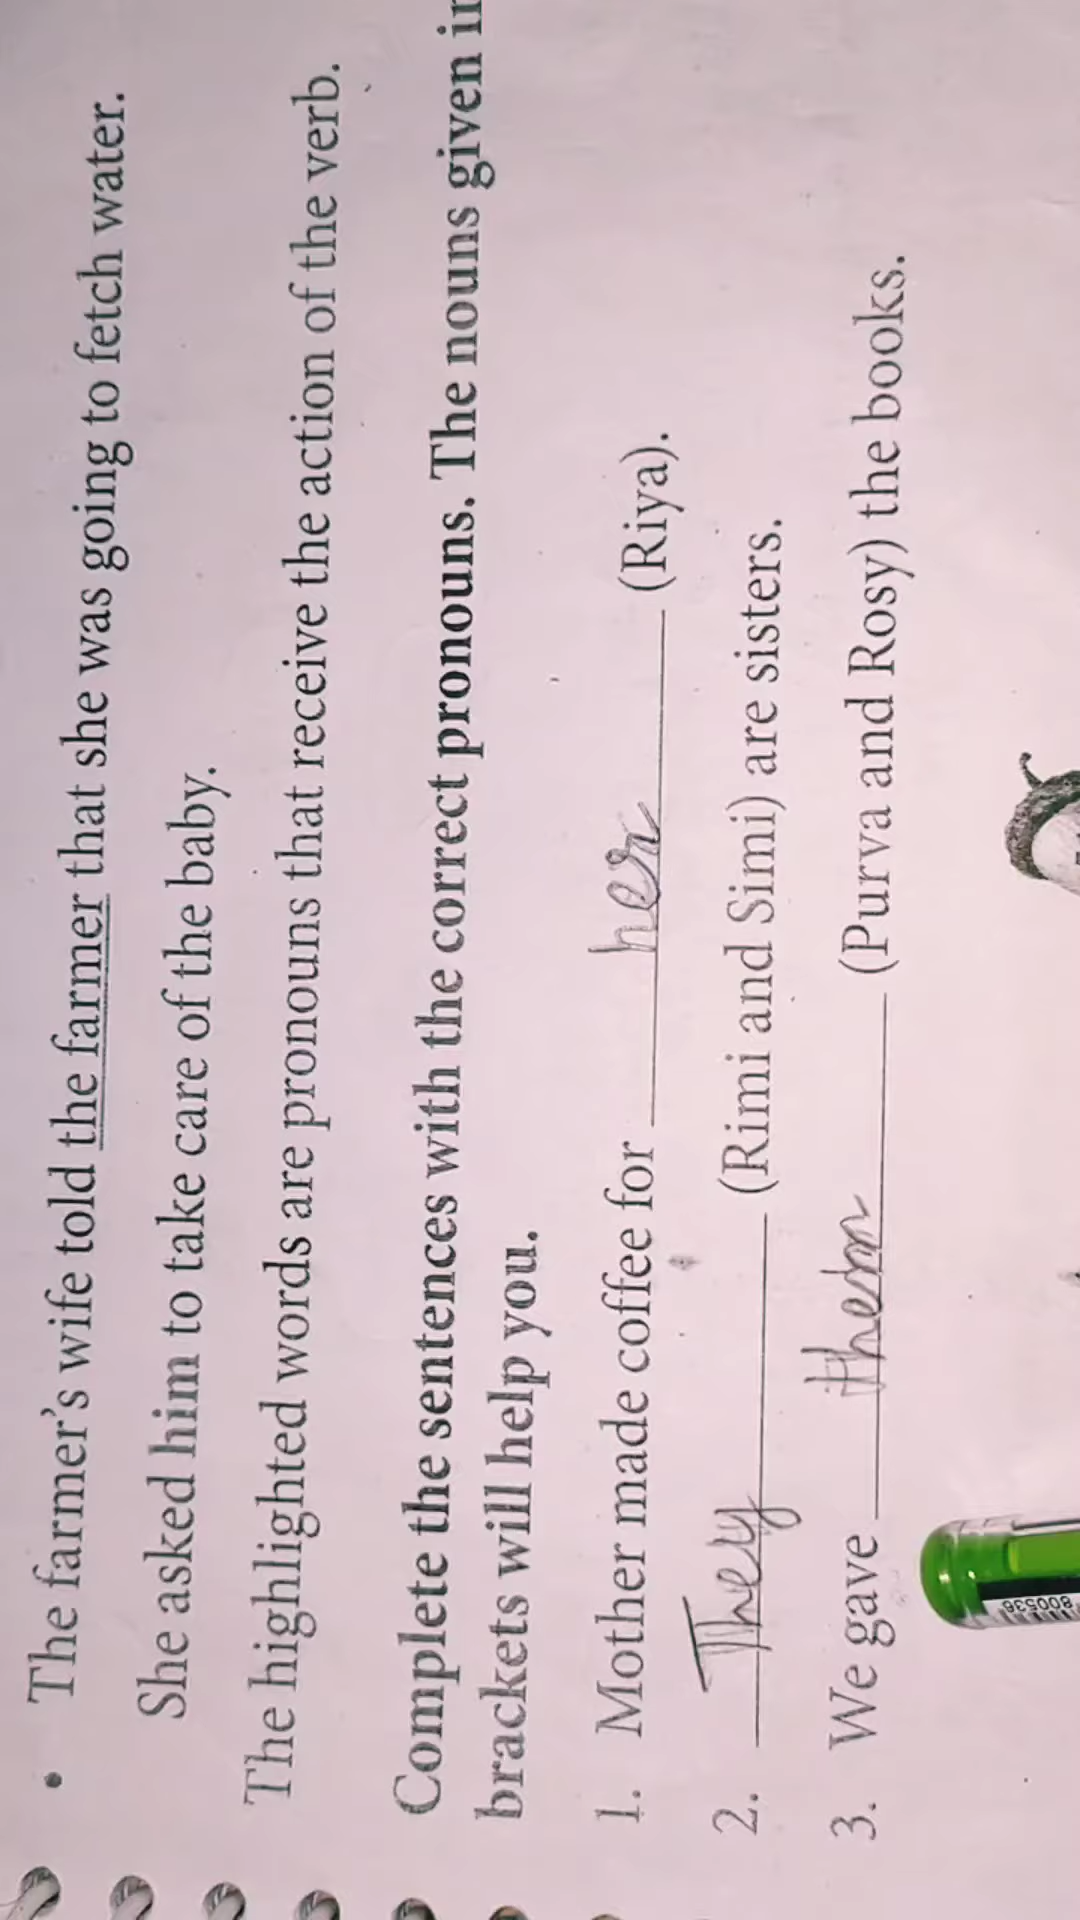 • The farmer's wife told the farmer that she was going to fetch water.
She asked him to take care of the baby.
The highlighted words are pronouns that receive the action of the verb.
Complete the sentences with the correct pronouns. The nouns given
brackets will help you.
1. Mother made coffee for her (Riya).
2. They (Rimi and Simi) are sisters.
3. We gave them (Purva and Rosy) the books.
800536